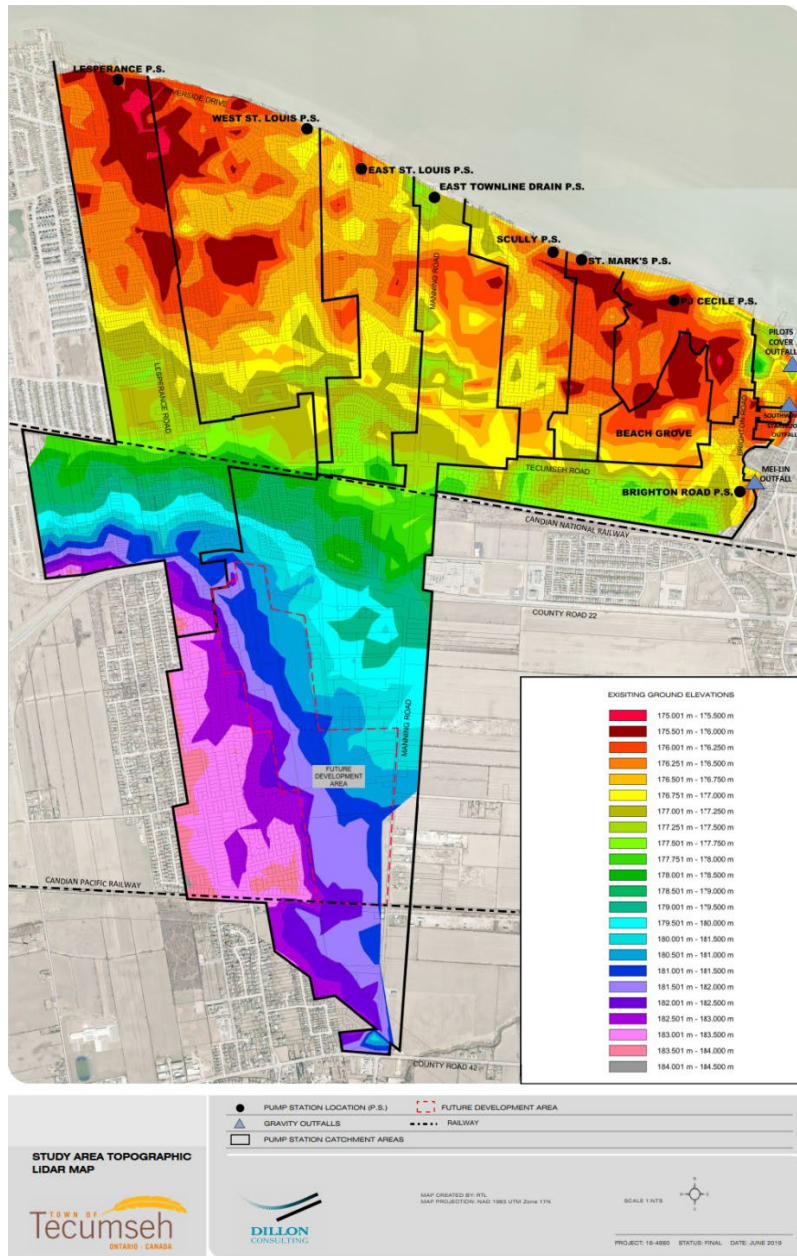 LESPERANCE P.S.
RIVERSIDE DRIVE
WEST ST. LOUIS P.S.
EAST ST. LOUIS P.S.
EAST TOWNLINE DRAIN P.S.
SCULLY P.S.
ST. MARK'S P.S.
PJ CECILE P.S.
PILOTS
COVER
OUTFALL
MANNING ROAD
LESPERANCE ROAD
BEACH GROVE
BRIGHTON ROAD
OUTFALL
TECUMSEH ROAD
MEI-LIN
OUTFALL
BRIGHTON ROAD P.S.
CANDIAN NATIONAL RAILWAY
COUNTY ROAD 22
MANNING ROAD
FUTURE
DEVELOPMENT
AREA
CANDIAN PACIFIC RAILWAY
COUNTY ROAD 42
EXISITING GROUND ELEVATIONS
175.001 m - 175.500 m
175.501 m - 176.000 m
176.001 m - 176.250 m
176.251 m - 176.500 m
176.501 m - 176.750 m
176.751 m - 177.000 m
177.001 m - 177.250 m
177.251 m - 177.500 m
177.501 m - 177.750 m
177.751 m - 178.000 m
178.001 m - 178.500 m
178.501 m - 179.000 m
179.001 m - 179.500 m
179.501 m - 180.000 m
180.001 m - 181.500 m
180.501 m - 181.000 m
181.001 m - 181.500 m
181.501 m - 182.000 m
182.001 m - 182.500 m
182.501 m - 183.000 m
183.001 m - 183.500 m
183.501 m - 184.000 m
184.001 m - 184.500 m
PUMP STATION LOCATION (P.S.)
FUTURE DEVELOPMENT AREA
GRAVITY OUTFALLS
RAILWAY
PUMP STATION CATCHMENT AREAS
STUDY AREA TOPOGRAPHIC
LiDAR MAP
TOWN OF
Tecumseh
ONTARIO - CANADA
DILLON
CONSULTING
MAP CREATED BY: RTL
MAP PROJECTION: NAD 1983 UTM Zone 17N
SCALE 1:NTS
PROJECT: 16-4880 STATUS: FINAL DATE: JUNE 2019